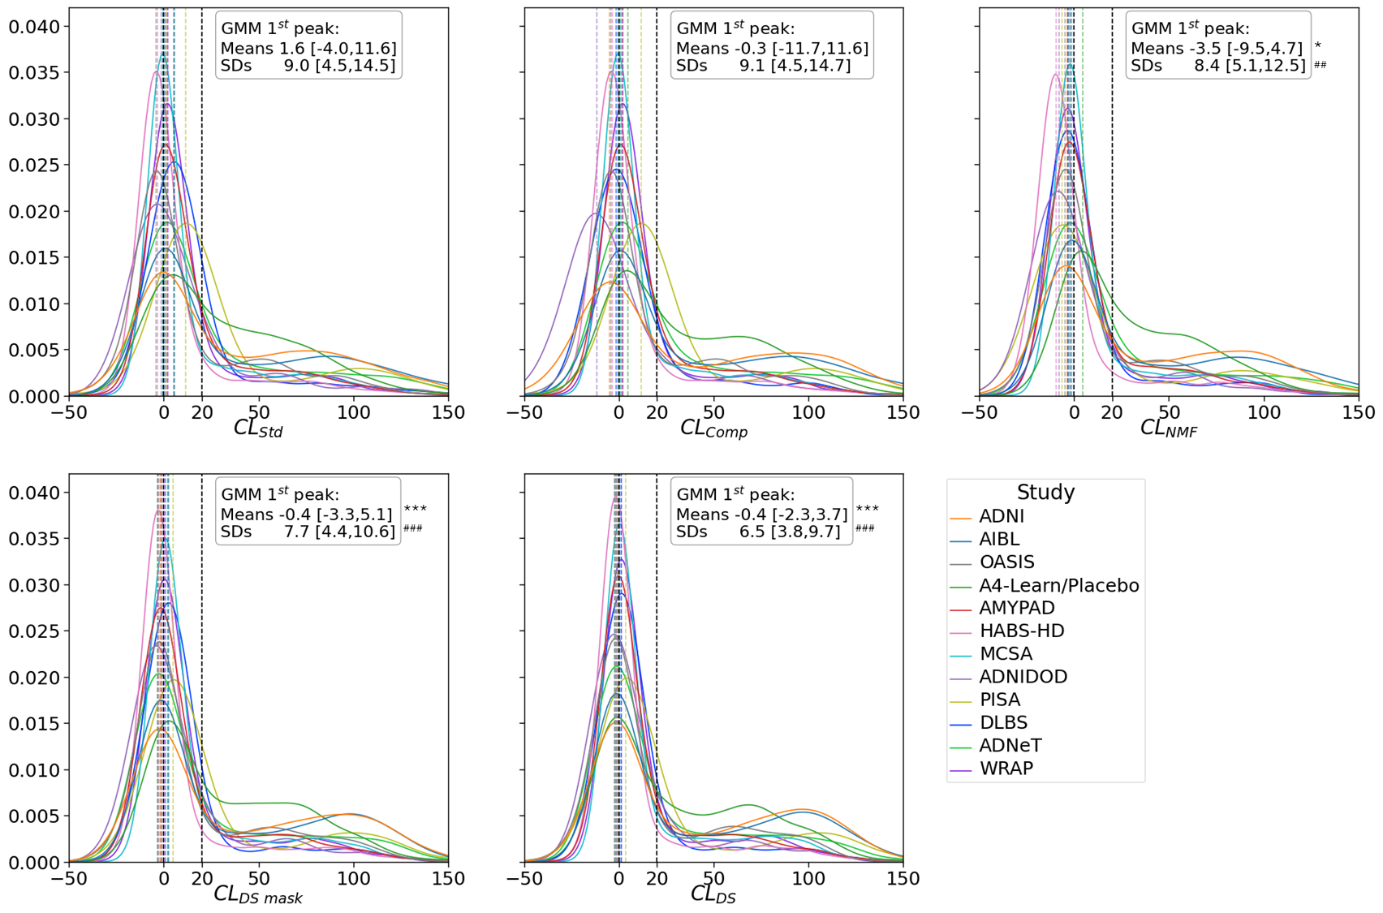 GMM 1st peak:
Means 1.6 [-4.0,11.6]
SDs 9.0 [4.5,14.5]
0.040
0.035
0.030
0.025
0.020
0.015
0.010
0.005
0.000
−50 0 20 50 100 150
CLStd
GMM 1st peak:
Means -0.3 [-11.7,11.6]
SDs 9.1 [4.5,14.7]
−50 0 20 50 100 150
CLComp
GMM 1st peak:
Means -3.5 [-9.5,4.7] *
SDs 8.4 [5.1,12.5] ##
−50 0 20 50 100 150
CLNMF
GMM 1st peak:
Means -0.4 [-3.3,5.1] ***
SDs 7.7 [4.4,10.6] ###
0.040
0.035
0.030
0.025
0.020
0.015
0.010
0.005
0.000
−50 0 20 50 100 150
CLDS mask
GMM 1st peak:
Means -0.4 [-2.3,3.7] ***
SDs 6.5 [3.8,9.7] ###
−50 0 20 50 100 150
CLDS
Study
ADNI
AIBL
OASIS
A4-Learn/Placebo
AMYPAD
HABS-HD
MCSA
ADNIDOD
PISA
DLBS
ADNeT
WRAP